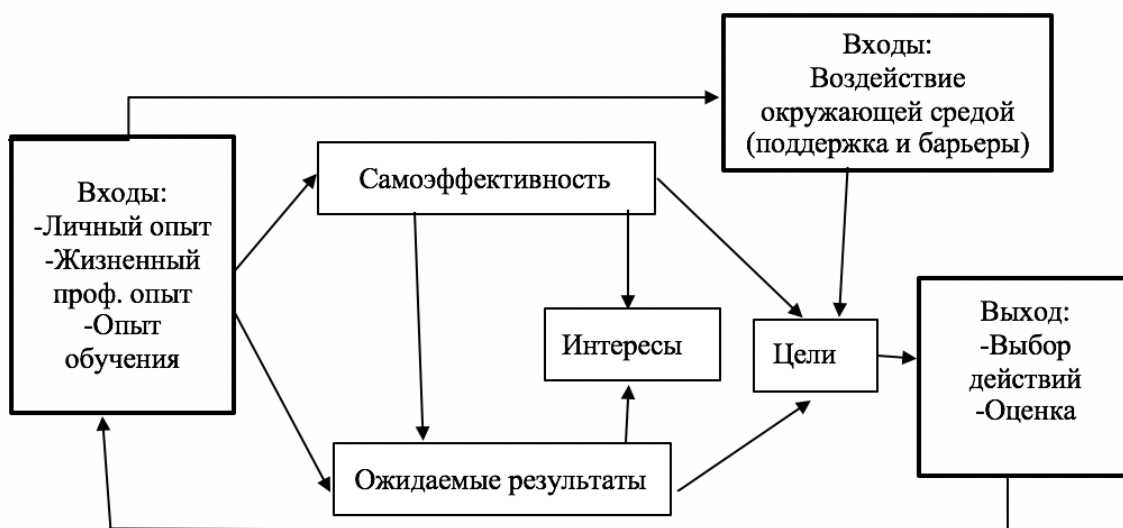 Входы:
Воздействие
окружающей средой
(поддержка и барьеры)
Входы:
-Личный опыт
-Жизненный
проф. опыт
-Опыт
обучения
Самоэффективность
Интересы
Цели
Выход:
-Выбор
действий
-Оценка
Ожидаемые результаты